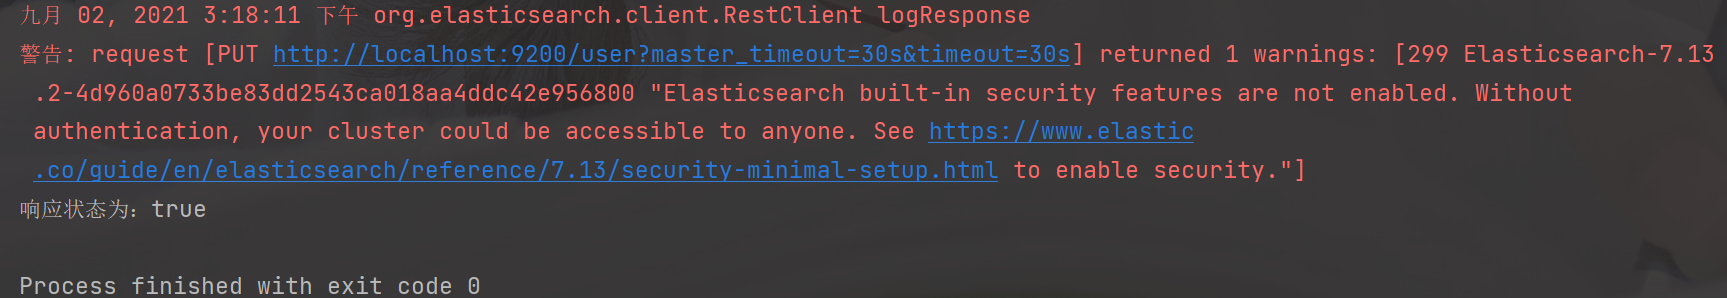 九月 02, 2021 3:18:11 下午 org.elasticsearch.client.RestClient logResponse
警告: request [PUT http://localhost:9200/user?master_timeout=30s&timeout=30s] returned 1 warnings: [299 Elasticsearch-7.13
.2-4d960a0733be83dd2543ca018aa4ddc42e956800 "Elasticsearch built-in security features are not enabled. Without
authentication, your cluster could be accessible to anyone. See https://www.elastic
.co/guide/en/elasticsearch/reference/7.13/security-minimal-setup.html to enable security."]
响应状态为：true
Process finished with exit code 0